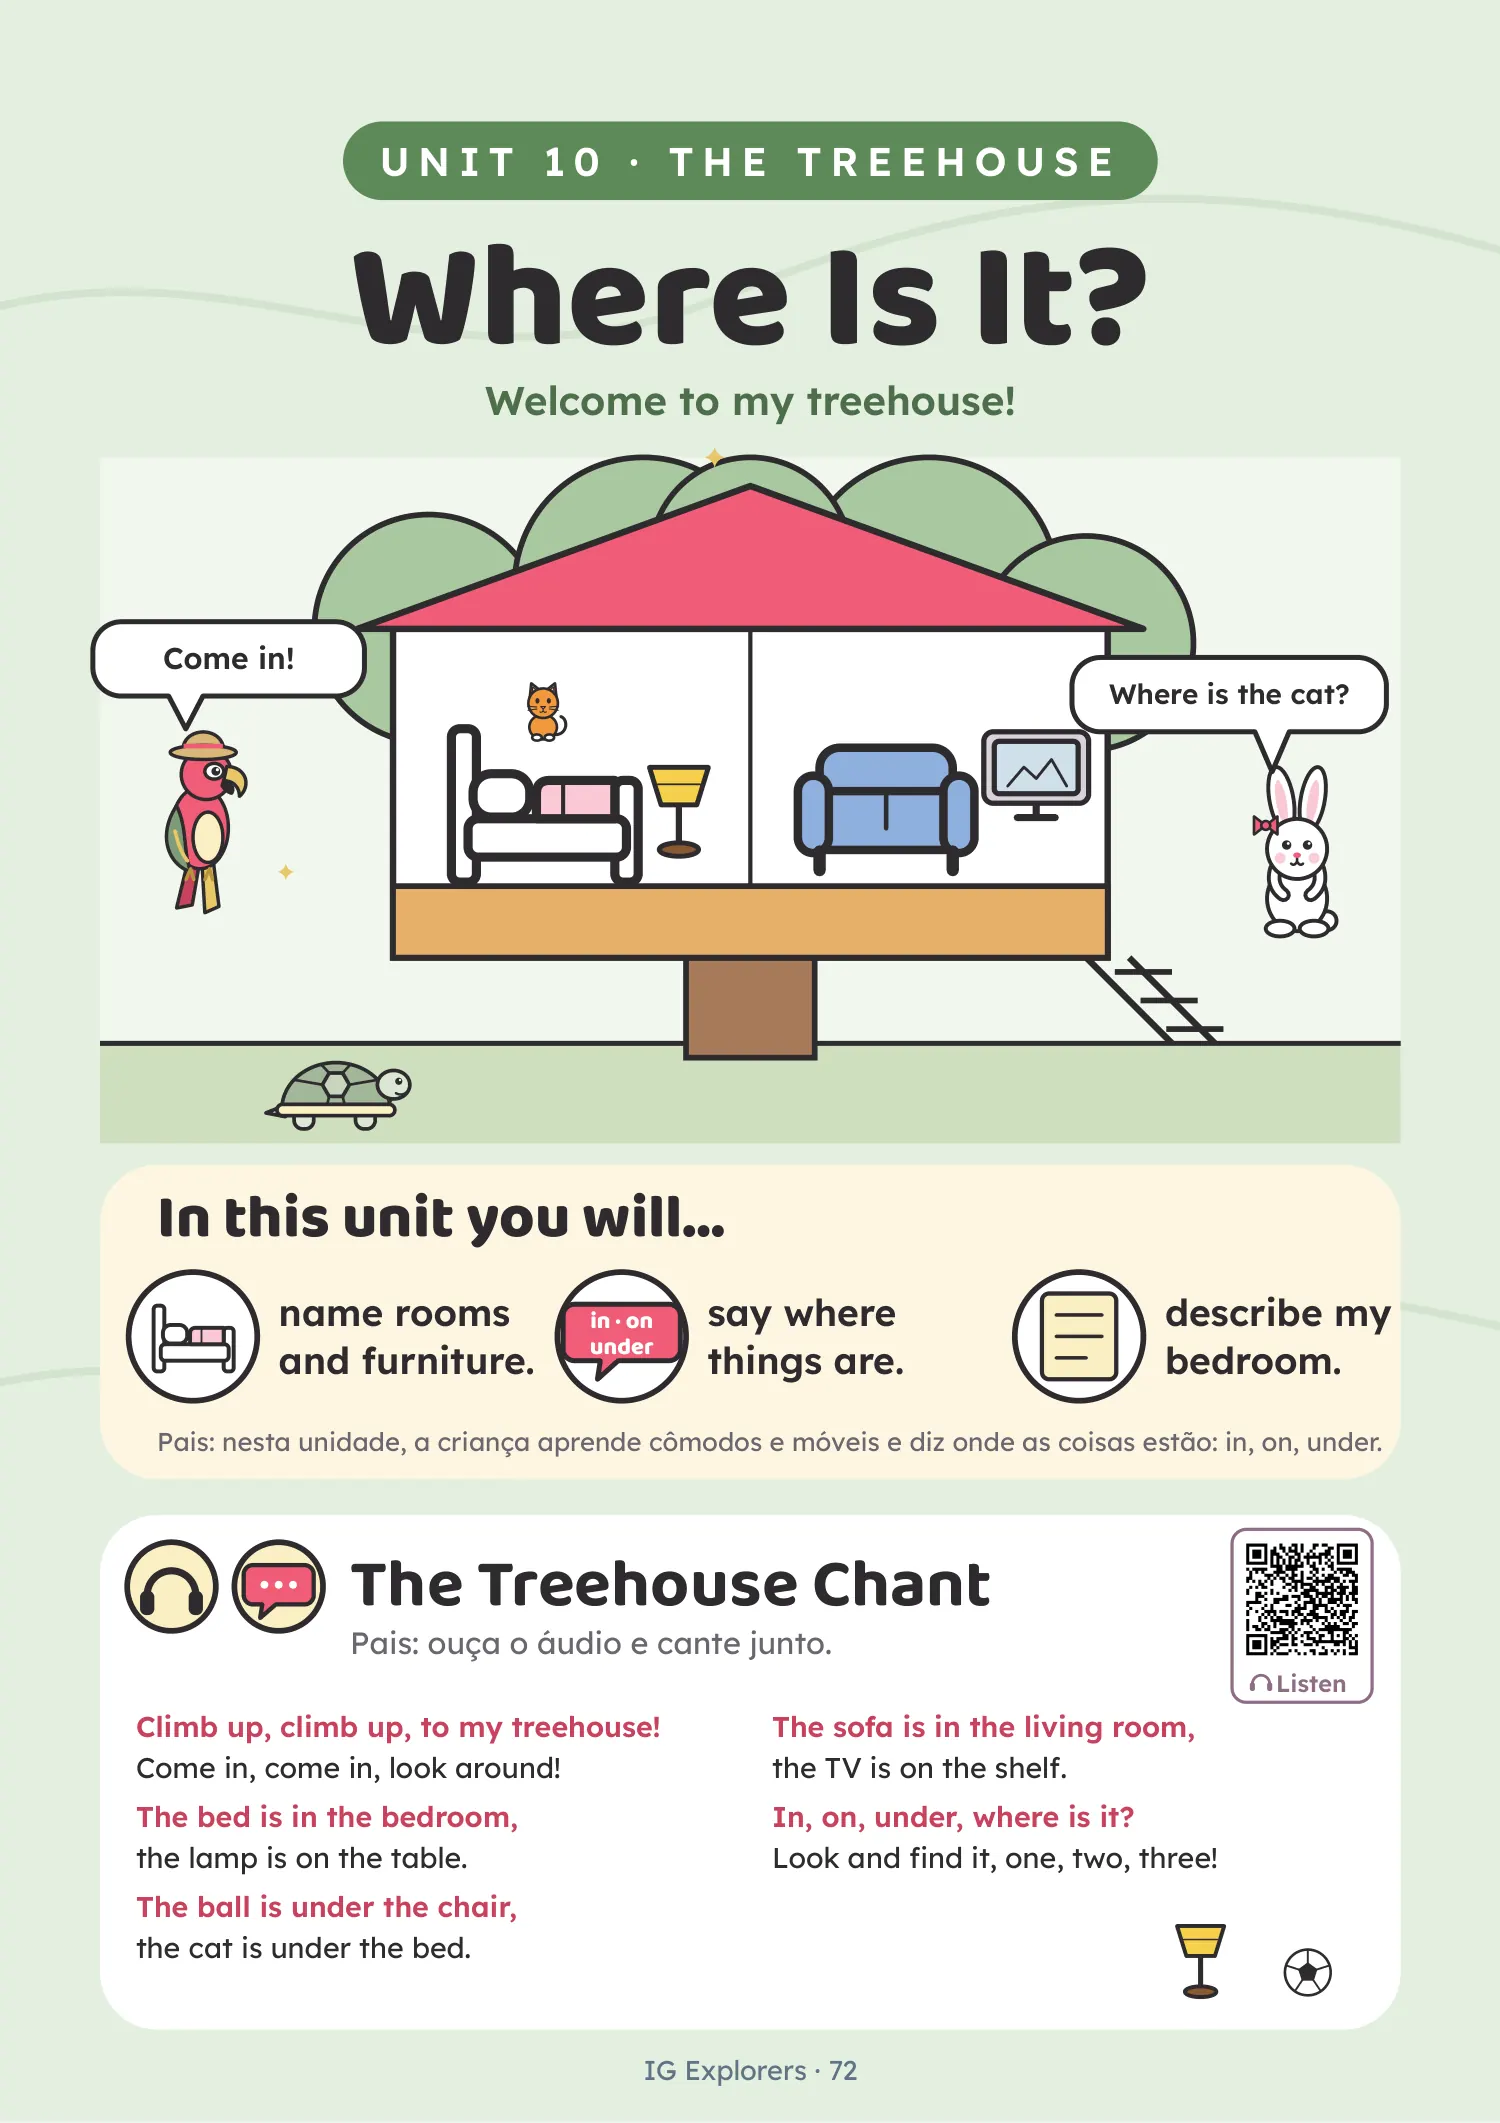 UNIT 10 · THE TREEHOUSE
Where Is It?
Welcome to my treehouse!
Come in!
Where is the cat?
In this unit you will...
name rooms
and furniture.
in · on
under
say where
things are.
describe my
bedroom.
Pais: nesta unidade, a criança aprende cômodos e móveis e diz onde as coisas estão: in, on, under.
The Treehouse Chant
Pais: ouça o áudio e cante junto.
Listen
Climb up, climb up, to my treehouse!
Come in, come in, look around!
The bed is in the bedroom,
the lamp is on the table.
The ball is under the chair,
the cat is under the bed.
The sofa is in the living room,
the TV is on the shelf.
In, on, under, where is it?
Look and find it, one, two, three!
IG Explorers · 72